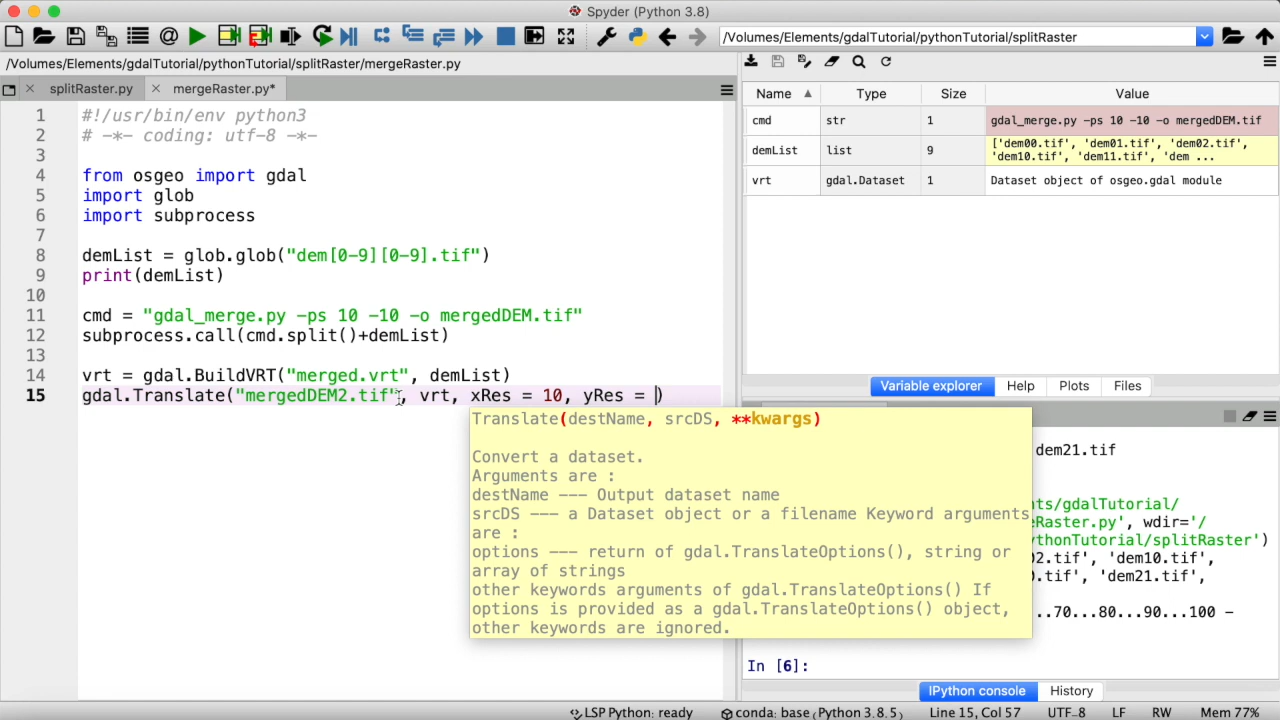 Spyder (Python 3.8)
/Volumes/Elements/gdalTutorial/pythonTutorial/splitRaster
/Volumes/Elements/gdalTutorial/pythonTutorial/splitRaster/mergeRaster.py
splitRaster.py
mergeRaster.py*
1 #!/usr/bin/env python3
2 # -*- coding: utf-8 -*-
3
4 from osgeo import gdal
5 import glob
6 import subprocess
7
8 demList = glob.glob("dem[0-9][0-9].tif")
9 print(demList)
10
11 cmd = "gdal_merge.py -ps 10 -10 -o mergedDEM.tif"
12 subprocess.call(cmd.split()+demList)
13
14 vrt = gdal.BuildVRT("merged.vrt", demList)
15 gdal.Translate("mergedDEM2.tif", vrt, xRes = 10, yRes = )
Translate(destName, srcDS, **kwargs)
Convert a dataset.
Arguments are :
destName --- Output dataset name
srcDS --- a Dataset object or a filename Keyword arguments
are :
options --- return of gdal.TranslateOptions(), string or
array of strings
other keywords arguments of gdal.TranslateOptions() If
options is provided as a gdal.TranslateOptions() object,
other keywords are ignored.
Name Type Size Value
cmd str 1 gdal_merge.py -ps 10 -10 -o mergedDEM.tif
demList list 9 ['dem00.tif', 'dem01.tif', 'dem02.tif',
'dem10.tif', 'dem11.tif', 'dem ...
vrt gdal.Dataset 1 Dataset object of osgeo.gdal module
Variable explorer Help Plots Files
dem21.tif
ts/gdalTutorial/
eRaster.py', wdir='/
ythonTutorial/splitRaster')
02.tif', 'dem10.tif',
0.tif', 'dem21.tif',
...70...80...90...100 -
In [6]:
IPython console History
LSP Python: ready conda: base (Python 3.8.5) Line 15, Col 57 UTF-8 LF RW Mem 77%